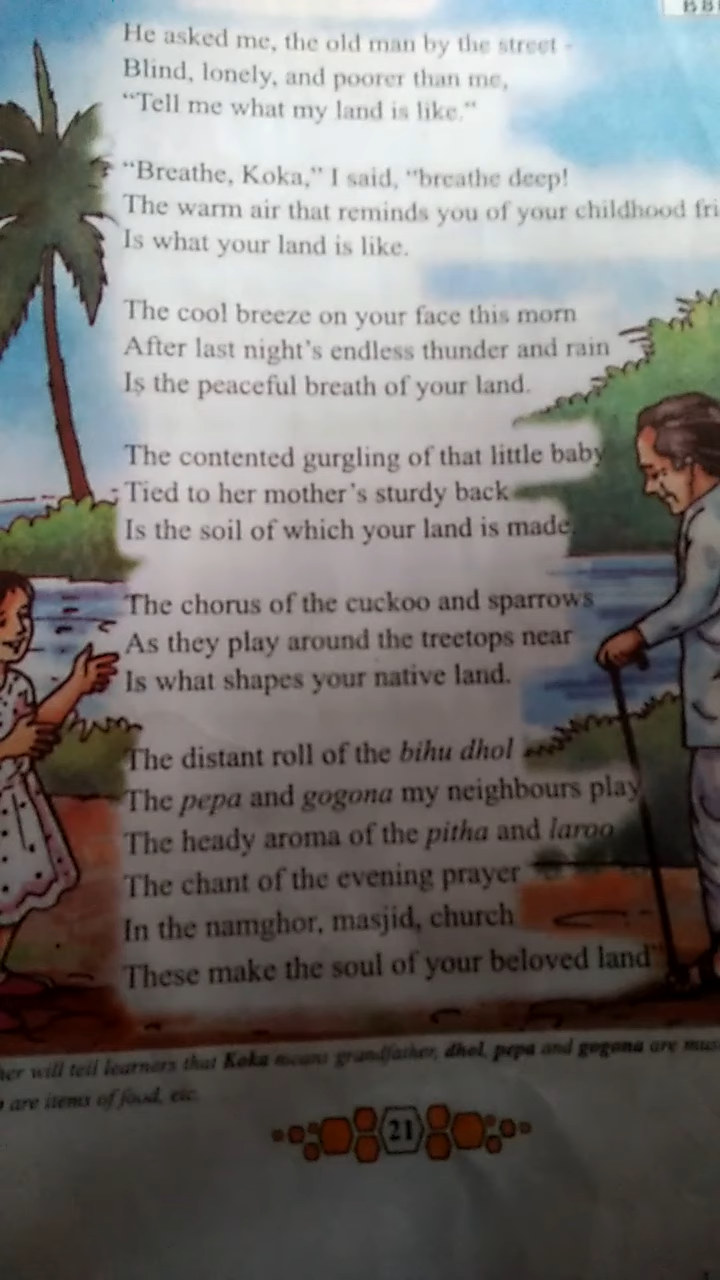 He asked me, the old man by the street -
Blind, lonely, and poorer than me,
"Tell me what my land is like."
"Breathe, Koka," I said, "breathe deep!
The warm air that reminds you of your childhood fri
Is what your land is like.
The cool breeze on your face this morn
After last night's endless thunder and rain
Is the peaceful breath of your land.
The contented gurgling of that little baby
Tied to her mother's sturdy back
Is the soil of which your land is made.
The chorus of the cuckoo and sparrows
As they play around the treetops near
Is what shapes your native land.
The distant roll of the bihu dhol
The pepa and gogona my neighbours play
The heady aroma of the pitha and laroo
The chant of the evening prayer
In the namghor, masjid, church
These make the soul of your beloved land"
her will tell learners that Koka means grandfather, dhol, pepa and gogona are mus
are items of food, etc.
21